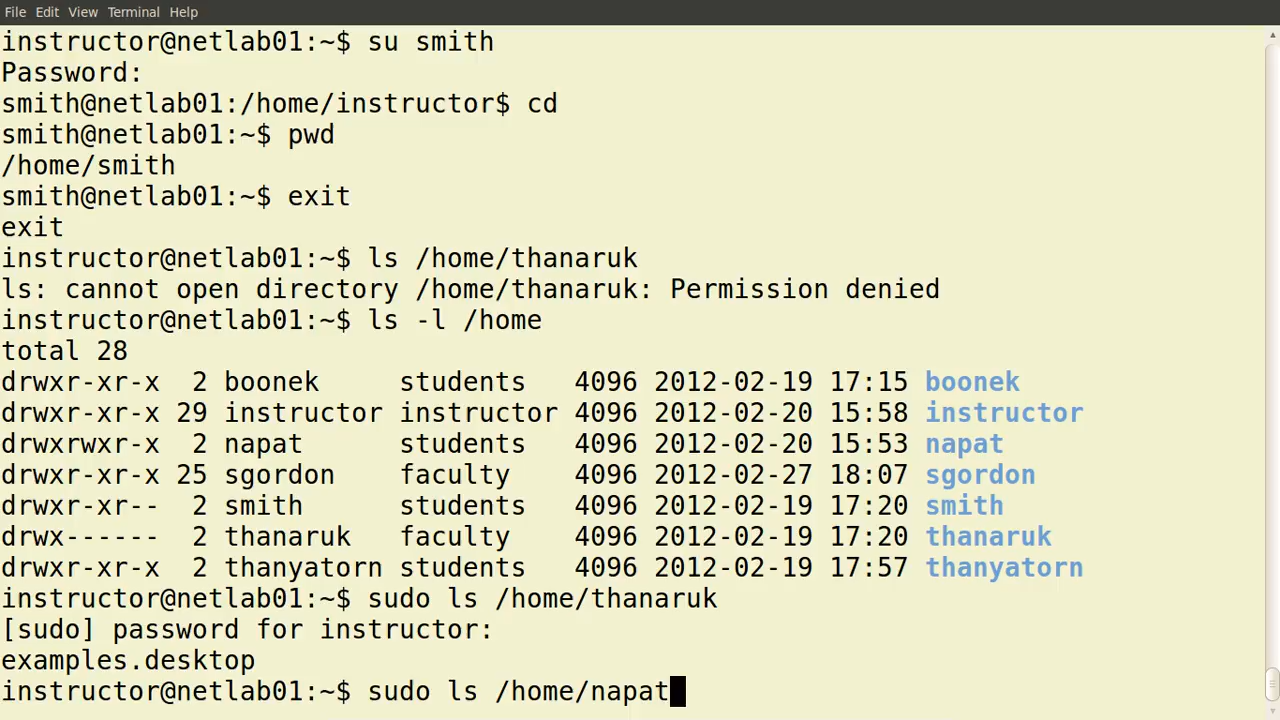 File Edit View Terminal Help
instructor@netlab01:~$ su smith
Password:
smith@netlab01:/home/instructor$ cd
smith@netlab01:~$ pwd
/home/smith
smith@netlab01:~$ exit
exit
instructor@netlab01:~$ ls /home/thanaruk
ls: cannot open directory /home/thanaruk: Permission denied
instructor@netlab01:~$ ls -l /home
total 28
drwxr-xr-x  2 boonek     students   4096 2012-02-19 17:15 boonek
drwxr-xr-x 29 instructor instructor 4096 2012-02-20 15:58 instructor
drwxrwxr-x  2 napat      students   4096 2012-02-20 15:53 napat
drwxr-xr-x 25 sgordon    faculty    4096 2012-02-27 18:07 sgordon
drwxr-xr--  2 smith      students   4096 2012-02-19 17:20 smith
drwx------  2 thanaruk   faculty    4096 2012-02-19 17:20 thanaruk
drwxr-xr-x  2 thanyatorn students   4096 2012-02-19 17:57 thanyatorn
instructor@netlab01:~$ sudo ls /home/thanaruk
[sudo] password for instructor:
examples.desktop
instructor@netlab01:~$ sudo ls /home/napat